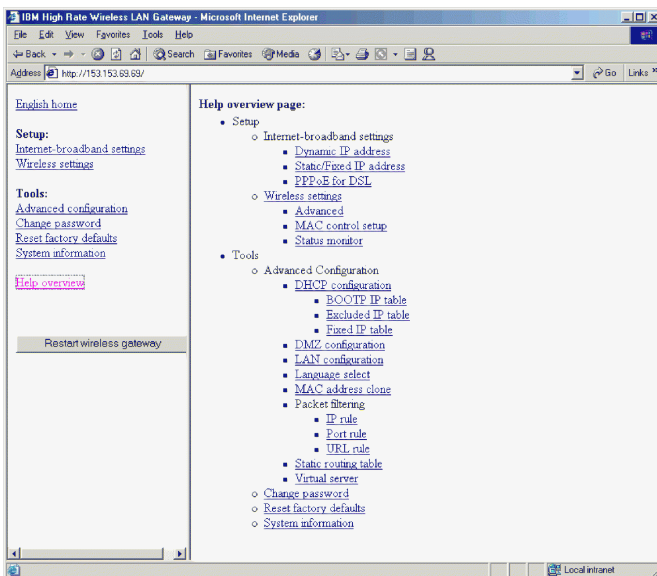 IBM High Rate Wireless LAN Gateway - Microsoft Internet Explorer
File Edit View Favorites Tools Help
Back Search Favorites Media
Address http://153.153.69.69/ Go Links »
English home
Setup:
Internet-broadband settings
Wireless settings
Tools:
Advanced configuration
Change password
Reset factory defaults
System information
Help overview
Restart wireless gateway
Help overview page:
Setup
Internet-broadband settings
Dynamic IP address
Static/Fixed IP address
PPPoE for DSL
Wireless settings
Advanced
MAC control setup
Status monitor
Tools
Advanced Configuration
DHCP configuration
BOOTP IP table
Excluded IP table
Fixed IP table
DMZ configuration
LAN configuration
Language select
MAC address clone
Packet filtering
IP rule
Port rule
URL rule
Static routing table
Virtual server
Change password
Reset factory defaults
System information
Local intranet